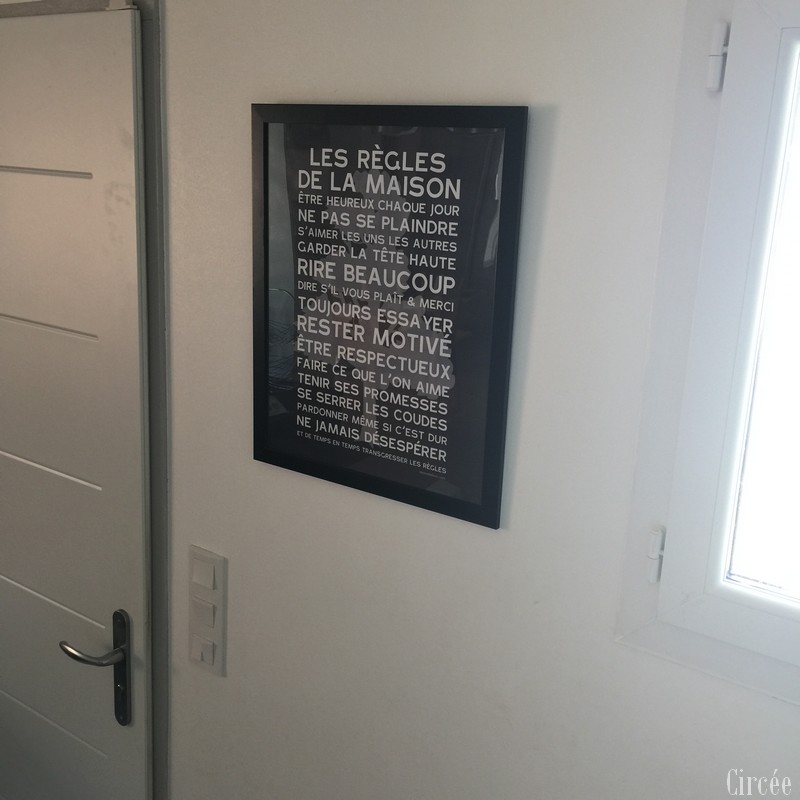 LES RÈGLES
DE LA MAISON
ÊTRE HEUREUX CHAQUE JOUR
NE PAS SE PLAINDRE
S'AIMER LES UNS LES AUTRES
GARDER LA TÊTE HAUTE
RIRE BEAUCOUP
DIRE S'IL VOUS PLAÎT & MERCI
TOUJOURS ESSAYER
RESTER MOTIVÉ
ÊTRE RESPECTUEUX
FAIRE CE QUE L'ON AIME
TENIR SES PROMESSES
SE SERRER LES COUDES
PARDONNER MÊME SI C'EST DUR
NE JAMAIS DÉSESPÉRER
ET DE TEMPS EN TEMPS TRANSGRESSER LES RÈGLES
Circée